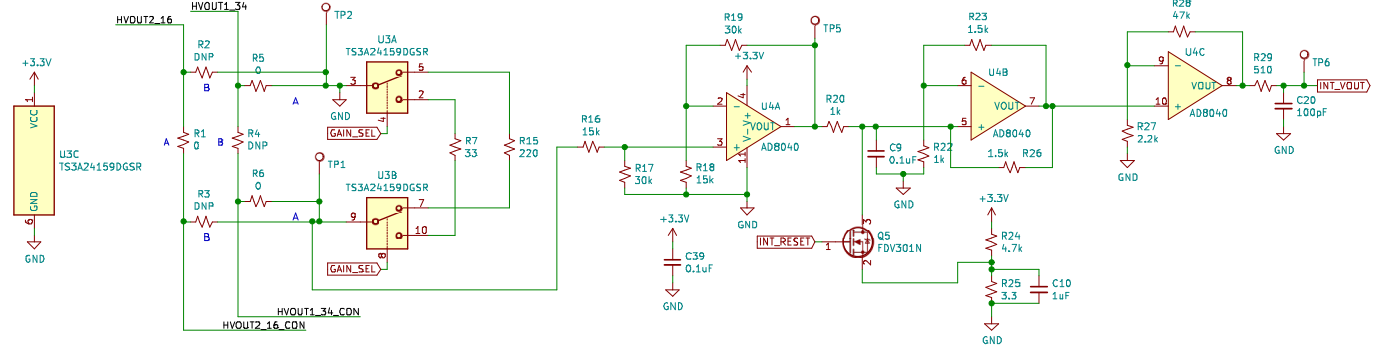 HVOUT1_34
HVOUT2_16
TP2
R2
DNP
B
R5
0
A
+3.3V
1
VCC
U3C
TS3A24159DGSR
GND
6
GND
A
R1
0
B
R4
DNP
R6
0
A
R3
DNP
B
GND
3
U3A
TS3A24159DGSR
5
2
4
GAIN_SEL
TP1
U3B
TS3A24159DGSR
9
7
10
8
GAIN_SEL
R7
33
R15
220
HVOUT1_34_CON
HVOUT2_16_CON
R16
15k
R17
30k
R18
15k
R19
30k
+3.3V
4
2
3
V+
V-
VOUT
1
11
U4A
AD8040
GND
+3.3V
C39
0.1uF
GND
TP5
R20
1k
C9
0.1uF
R22
1k
GND
INT_RESET
1
3
2
Q5
FDV301N
R23
1.5k
6
5
U4B
VOUT
7
AD8040
1.5k
R26
+3.3V
R24
4.7k
R25
3.3
C10
1uF
GND
R28
47k
9
10
U4C
VOUT
8
AD8040
R27
2.2k
GND
R29
510
TP6
INT_VOUT
C20
100pF
GND